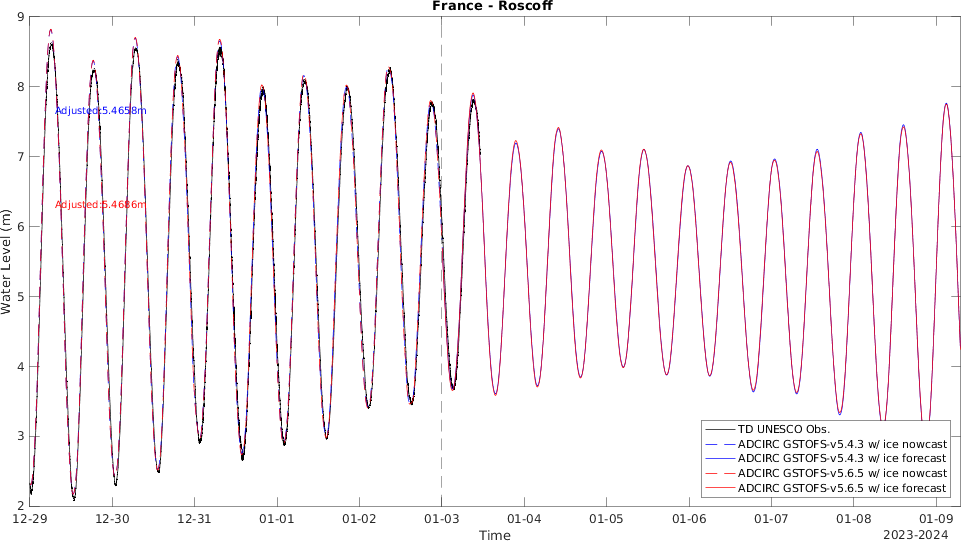 France - Roscoff
9
8
7
6
5
4
3
2
Water Level (m)
Adjusted:5.4658m
Adjusted:5.4686m
TD UNESCO Obs.
ADCIRC GSTOFS-v5.4.3 w/ ice nowcast
ADCIRC GSTOFS-v5.4.3 w/ ice forecast
ADCIRC GSTOFS-v5.6.5 w/ ice nowcast
ADCIRC GSTOFS-v5.6.5 w/ ice forecast
12-29 12-30 12-31 01-01 01-02 01-03 01-04 01-05 01-06 01-07 01-08 01-09
Time
2023-2024